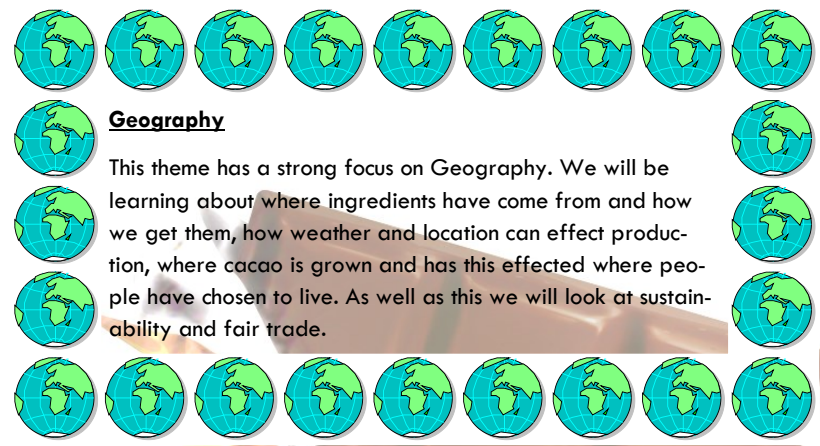 Geography
This theme has a strong focus on Geography. We will be
learning about where ingredients have come from and how
we get them, how weather and location can effect produc-
tion, where cacao is grown and has this effected where peo-
ple have chosen to live. As well as this we will look at sustain-
ability and fair trade.